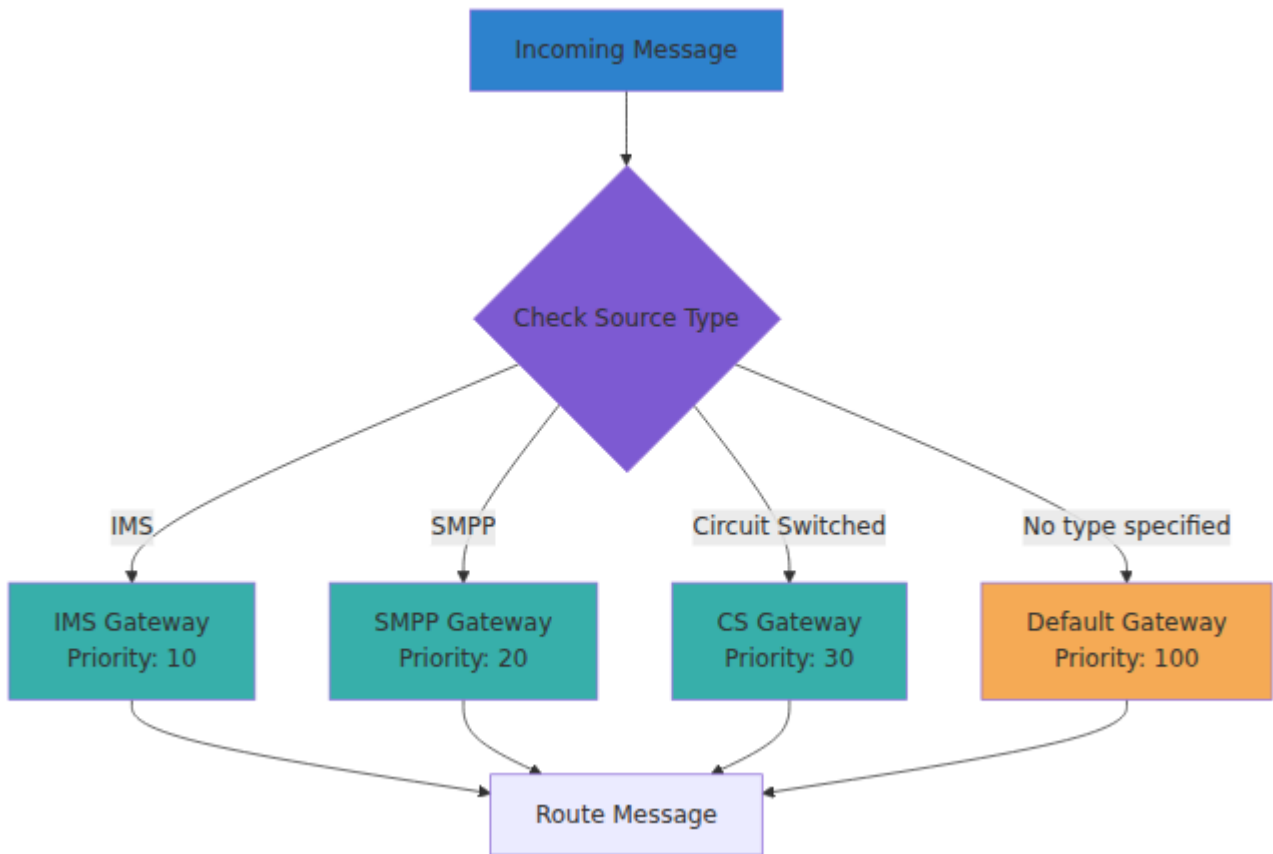 Incoming Message
Check Source Type
IMS
SMPP
Circuit Switched
No type specified
IMS Gateway
Priority: 10
SMPP Gateway
Priority: 20
CS Gateway
Priority: 30
Default Gateway
Priority: 100
Route Message